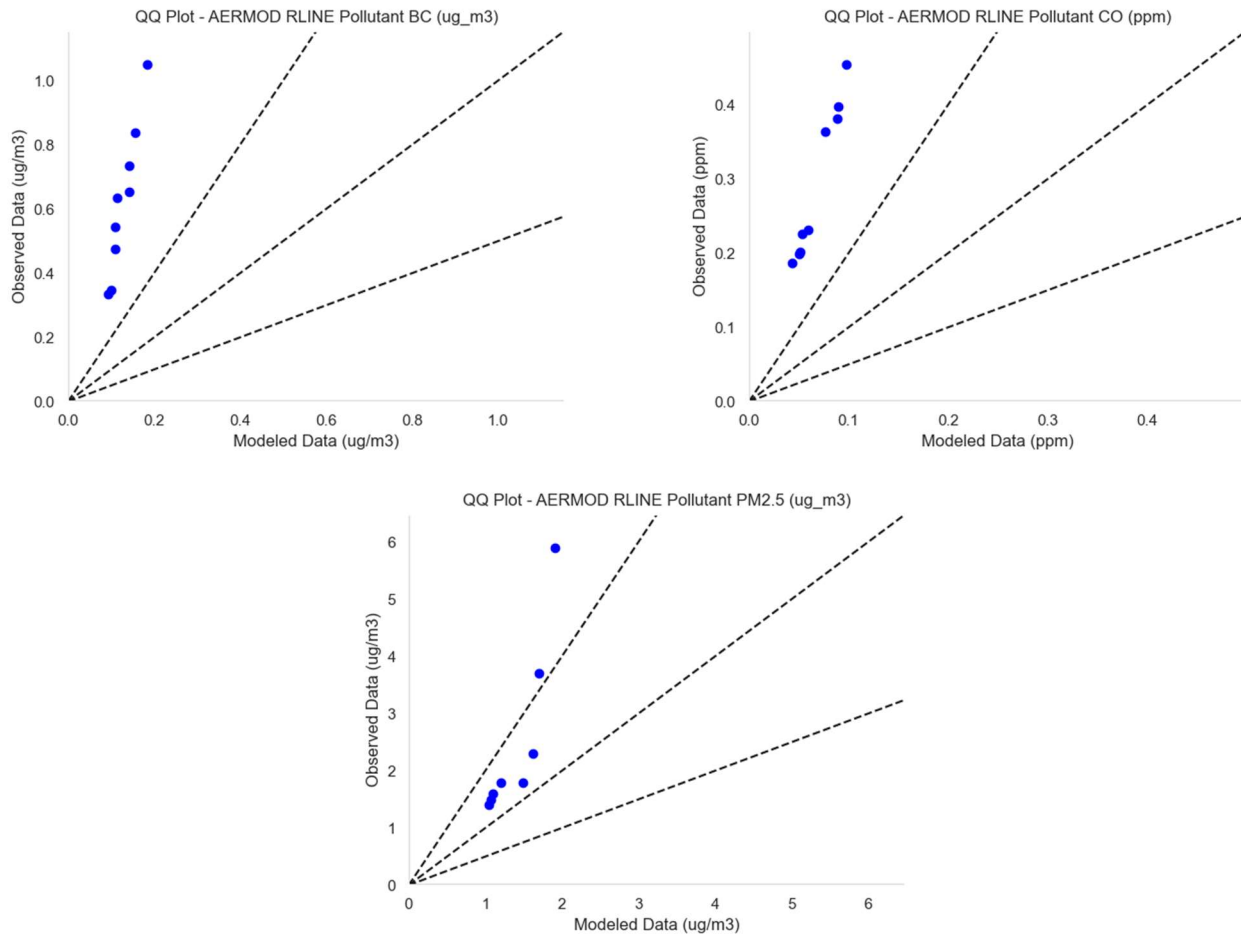 QQ Plot - AERMOD RLINE Pollutant BC (ug_m3)
Observed Data (ug/m3)
1.0
0.8
0.6
0.4
0.2
0.0
0.0 0.2 0.4 0.6 0.8 1.0
Modeled Data (ug/m3)
QQ Plot - AERMOD RLINE Pollutant CO (ppm)
Observed Data (ppm)
0.4
0.3
0.2
0.1
0.0
0.0 0.1 0.2 0.3 0.4
Modeled Data (ppm)
QQ Plot - AERMOD RLINE Pollutant PM2.5 (ug_m3)
Observed Data (ug/m3)
6
5
4
3
2
1
0
0 1 2 3 4 5 6
Modeled Data (ug/m3)